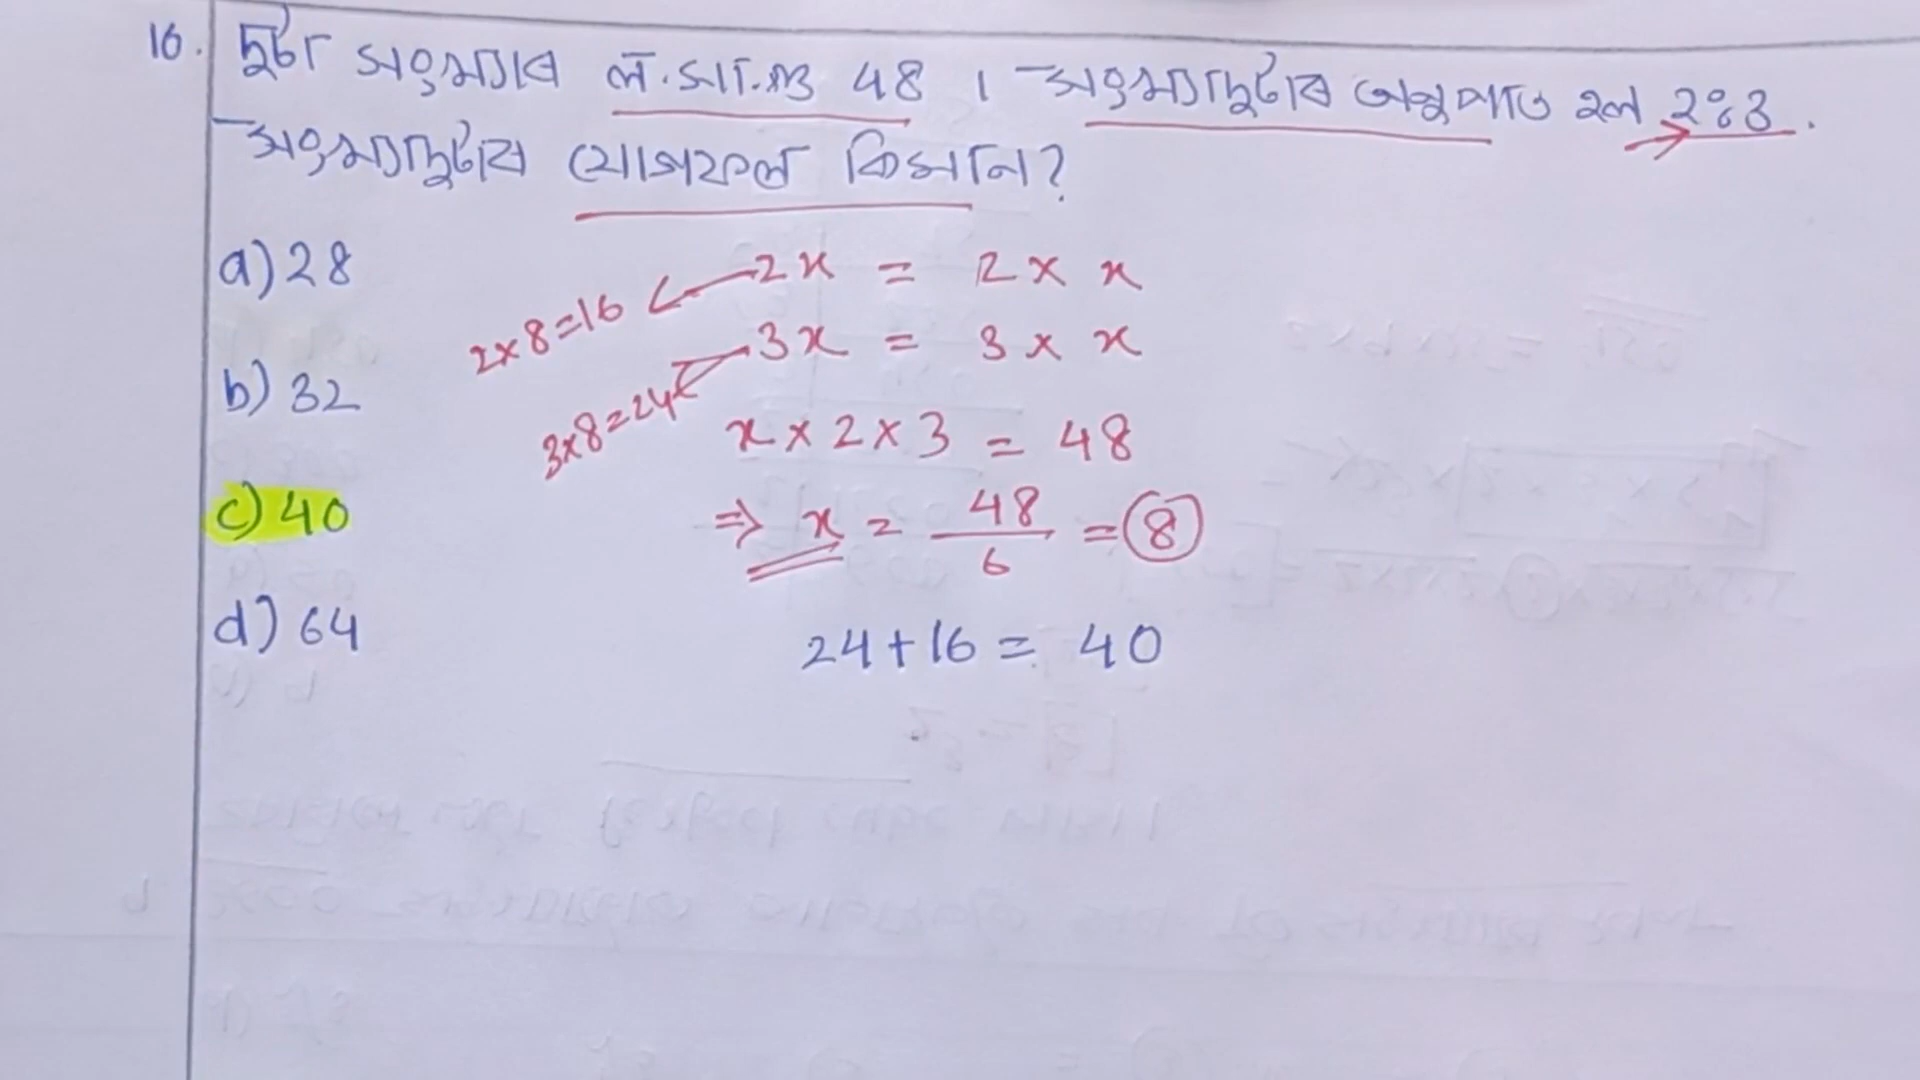 16. দুটা সংখ্যাৰ ল.সা.গু 48 । সংখ্যাদুটাৰ অনুপাত হল 2:3.
সংখ্যাদুটোৰ যোগফল কিমান?
a) 28
2x = 2 × x
2×8=16
3x = 3 × x
b) 32
3×8=24
x × 2 × 3 = 48
c) 40
⇒ x = 48/6 = 8
d) 64
24+16 = 40